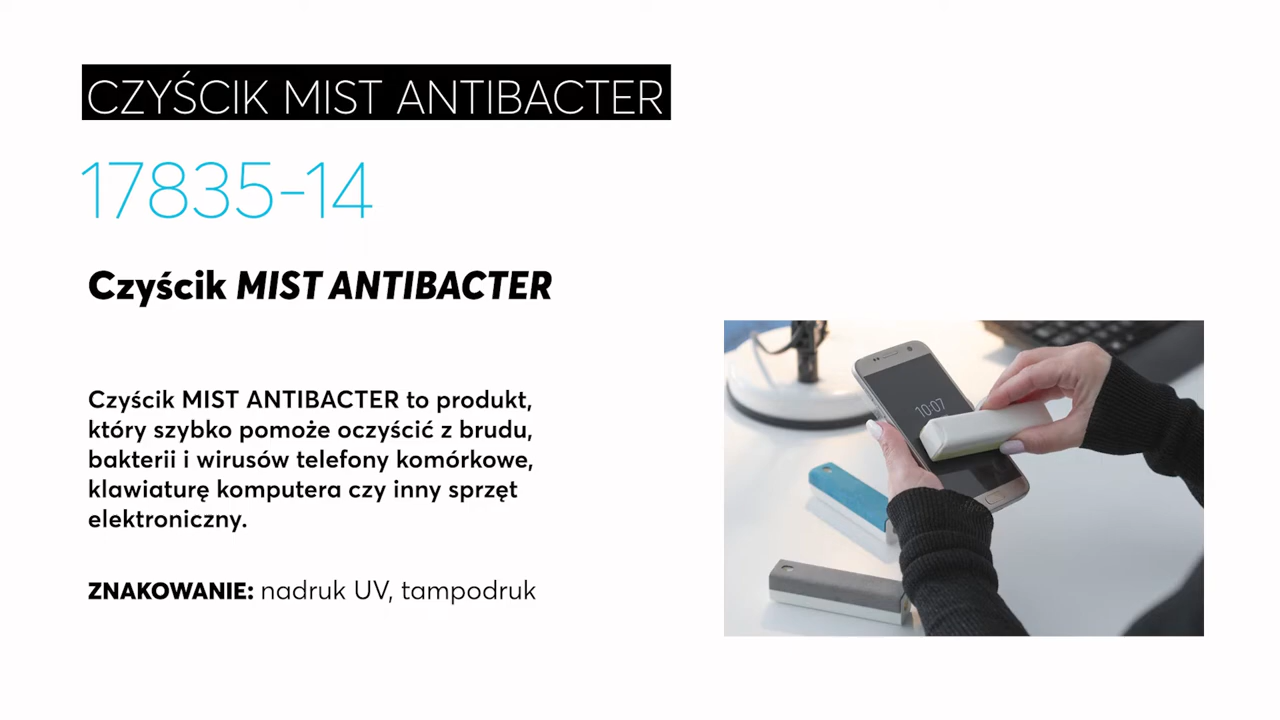 CZYŚCIK MIST ANTIBACTER
17835-14
Czyścik MIST ANTIBACTER
Czyścik MIST ANTIBACTER to produkt,
który szybko pomoże oczyścić z brudu,
bakterii i wirusów telefony komórkowe,
klawiaturę komputera czy inny sprzęt
elektroniczny.
ZNAKOWANIE: nadruk UV, tampodruk
10:07